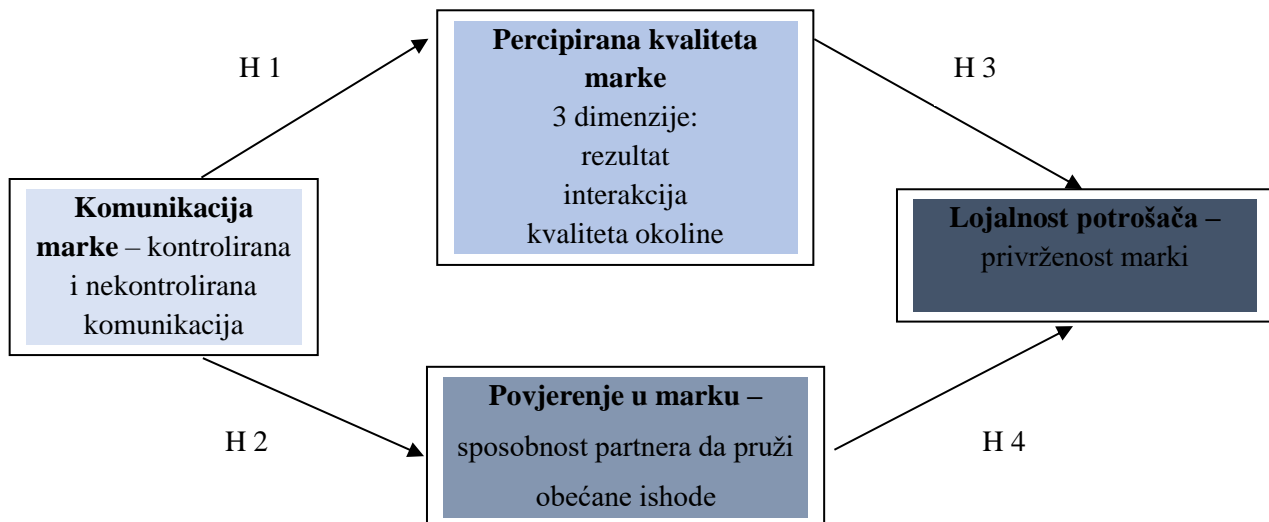 H 1
Percipirana kvaliteta
marke
3 dimenzije:
rezultat
interakcija
kvaliteta okoline
H 3
Komunikacija
marke – kontrolirana
i nekontrolirana
komunikacija
Lojalnost potrošača –
privrženost marki
H 2
Povjerenje u marku –
sposobnost partnera da pruži
obećane ishode
H 4